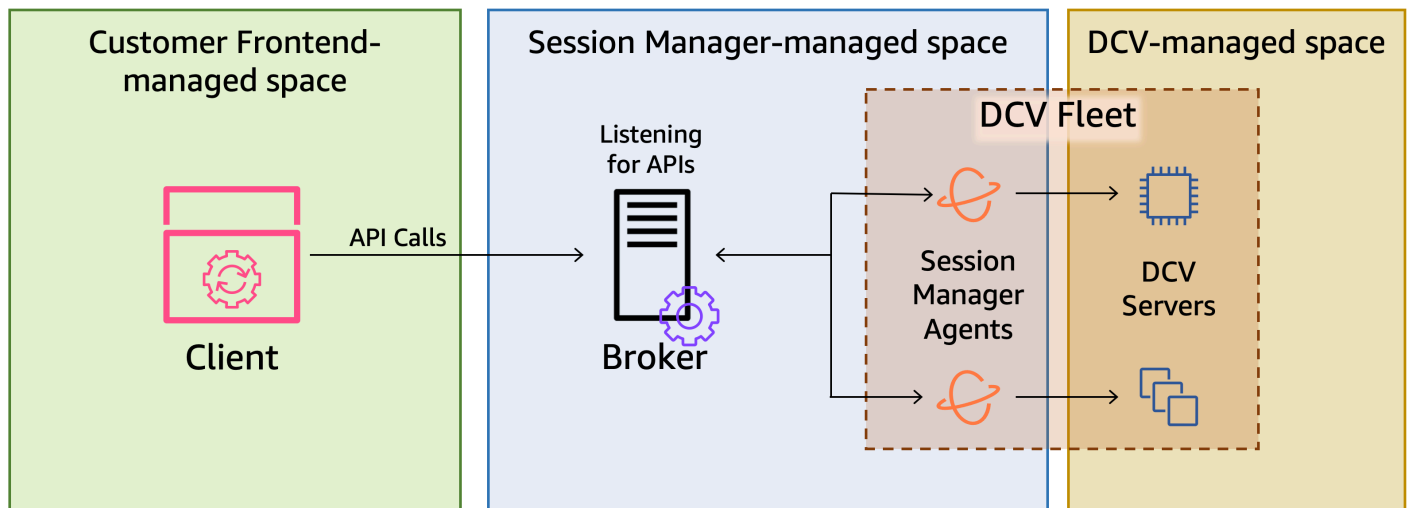 Customer Frontend-
managed space
Session Manager-managed space
DCV-managed space
DCV Fleet
Listening
for APIs
API Calls
Session
Manager
Agents
DCV
Servers
Client
Broker